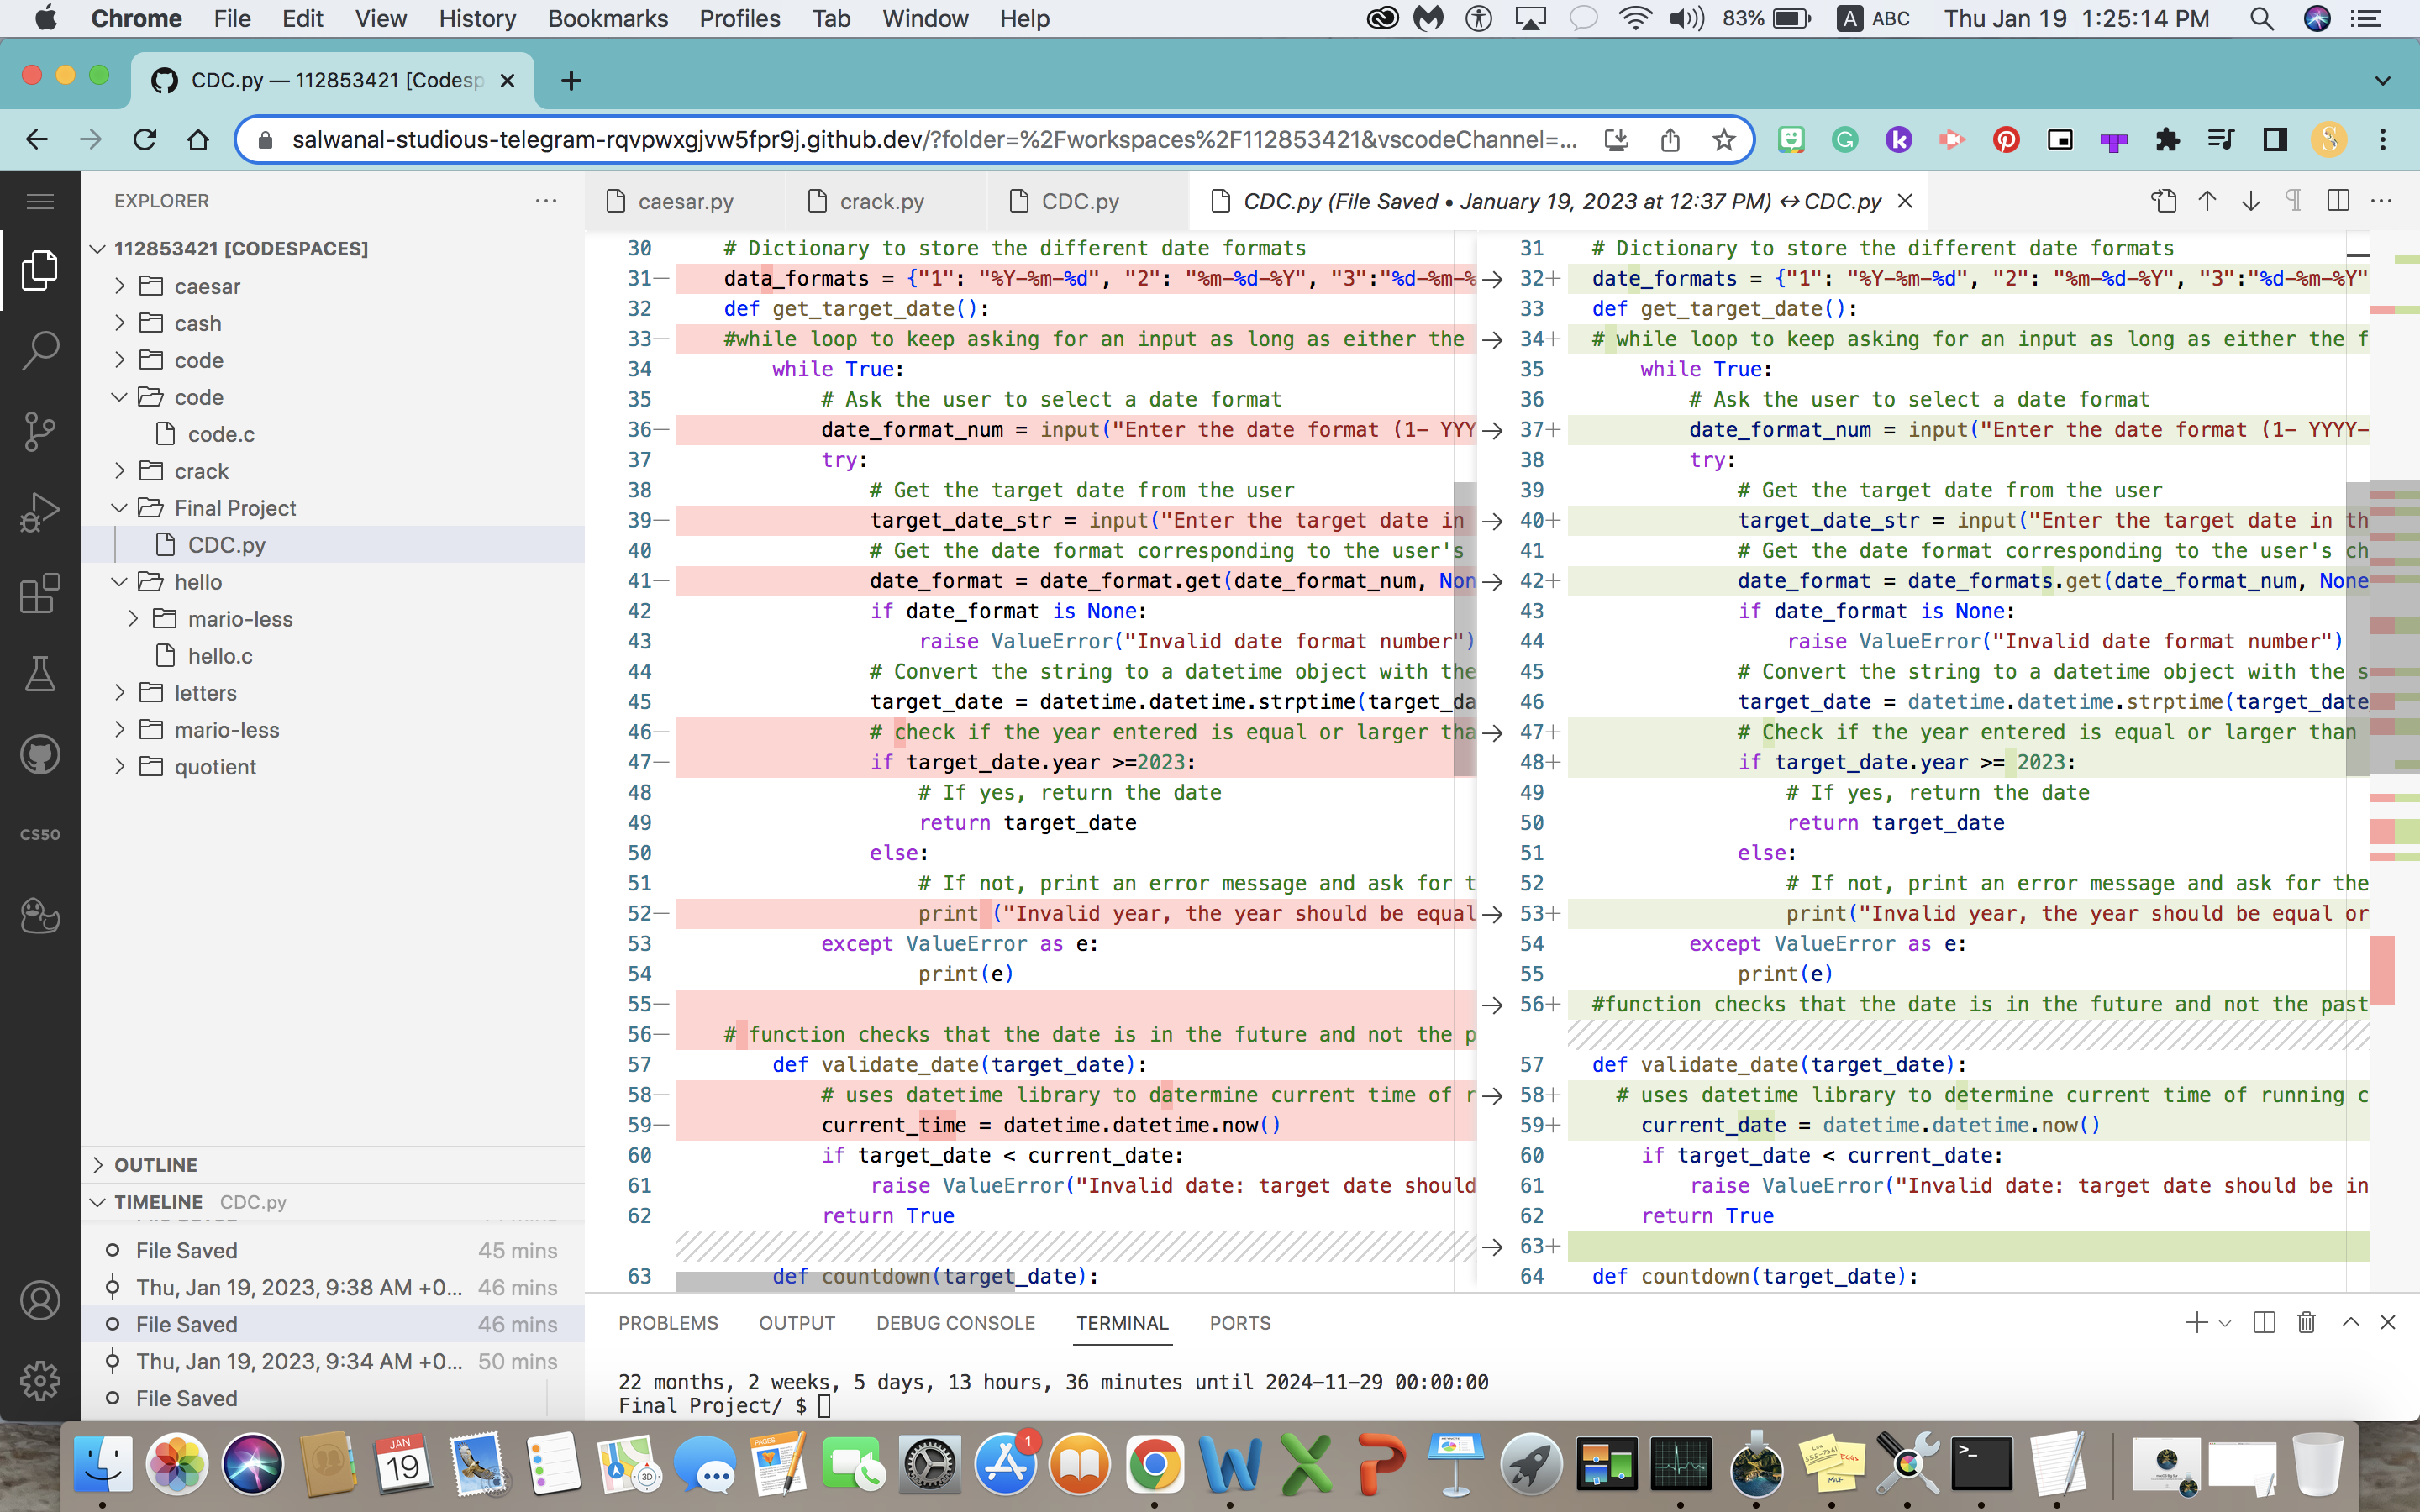 Chrome File Edit View History Bookmarks Profiles Tab Window Help 83% A ABC Thu Jan 19 1:25:14 PM
CDC.py — 112853421 [Codesp
salwanal-studious-telegram-rqvpwxgjvw5fpr9j.github.dev/?folder=%2Fworkspaces%2F112853421&vscodeChannel=...
EXPLORER
caesar.py crack.py CDC.py CDC.py (File Saved • January 19, 2023 at 12:37 PM) ↔ CDC.py
112853421 [CODESPACES]
caesar
cash
code
code
code.c
crack
Final Project
CDC.py
hello
mario-less
hello.c
letters
mario-less
quotient
CS50
OUTLINE
TIMELINE CDC.py
File Saved 45 mins
Thu, Jan 19, 2023, 9:38 AM +0... 46 mins
File Saved 46 mins
Thu, Jan 19, 2023, 9:34 AM +0... 50 mins
File Saved
30 # Dictionary to store the different date formats
31— data_formats = {"1": "%Y-%m-%d", "2": "%m-%d-%Y", "3":"%d-%m-%
32 def get_target_date():
33— #while loop to keep asking for an input as long as either the
34 while True:
35 # Ask the user to select a date format
36— date_format_num = input("Enter the date format (1- YYY
37 try:
38 # Get the target date from the user
39— target_date_str = input("Enter the target date in
40 # Get the date format corresponding to the user's
41— date_format = date_format.get(date_format_num, Non
42 if date_format is None:
43 raise ValueError("Invalid date format number")
44 # Convert the string to a datetime object with the
45 target_date = datetime.datetime.strptime(target_da
46— # check if the year entered is equal or larger tha
47— if target_date.year >=2023:
48 # If yes, return the date
49 return target_date
50 else:
51 # If not, print an error message and ask for t
52— print ("Invalid year, the year should be equal
53 except ValueError as e:
54 print(e)
55—
56— # function checks that the date is in the future and not the p
57 def validate_date(target_date):
58— # uses datetime library to datermine current time of r
59— current_time = datetime.datetime.now()
60 if target_date < current_date:
61 raise ValueError("Invalid date: target date should
62 return True
63 def countdown(target_date):
31 # Dictionary to store the different date formats
32+ date_formats = {"1": "%Y-%m-%d", "2": "%m-%d-%Y", "3":"%d-%m-%Y"
33 def get_target_date():
34+ # while loop to keep asking for an input as long as either the f
35 while True:
36 # Ask the user to select a date format
37+ date_format_num = input("Enter the date format (1- YYYY-
38 try:
39 # Get the target date from the user
40+ target_date_str = input("Enter the target date in th
41 # Get the date format corresponding to the user's ch
42+ date_format = date_formats.get(date_format_num, None
43 if date_format is None:
44 raise ValueError("Invalid date format number")
45 # Convert the string to a datetime object with the s
46 target_date = datetime.datetime.strptime(target_date
47+ # Check if the year entered is equal or larger than
48+ if target_date.year >= 2023:
49 # If yes, return the date
50 return target_date
51 else:
52 # If not, print an error message and ask for the
53+ print("Invalid year, the year should be equal or
54 except ValueError as e:
55 print(e)
56+ #function checks that the date is in the future and not the past
57 def validate_date(target_date):
58+ # uses datetime library to determine current time of running c
59+ current_date = datetime.datetime.now()
60 if target_date < current_date:
61 raise ValueError("Invalid date: target date should be in
62 return True
63+
64 def countdown(target_date):
PROBLEMS OUTPUT DEBUG CONSOLE TERMINAL PORTS
22 months, 2 weeks, 5 days, 13 hours, 36 minutes until 2024-11-29 00:00:00
Final Project/ $
JAN
19
PAGES
3D
1